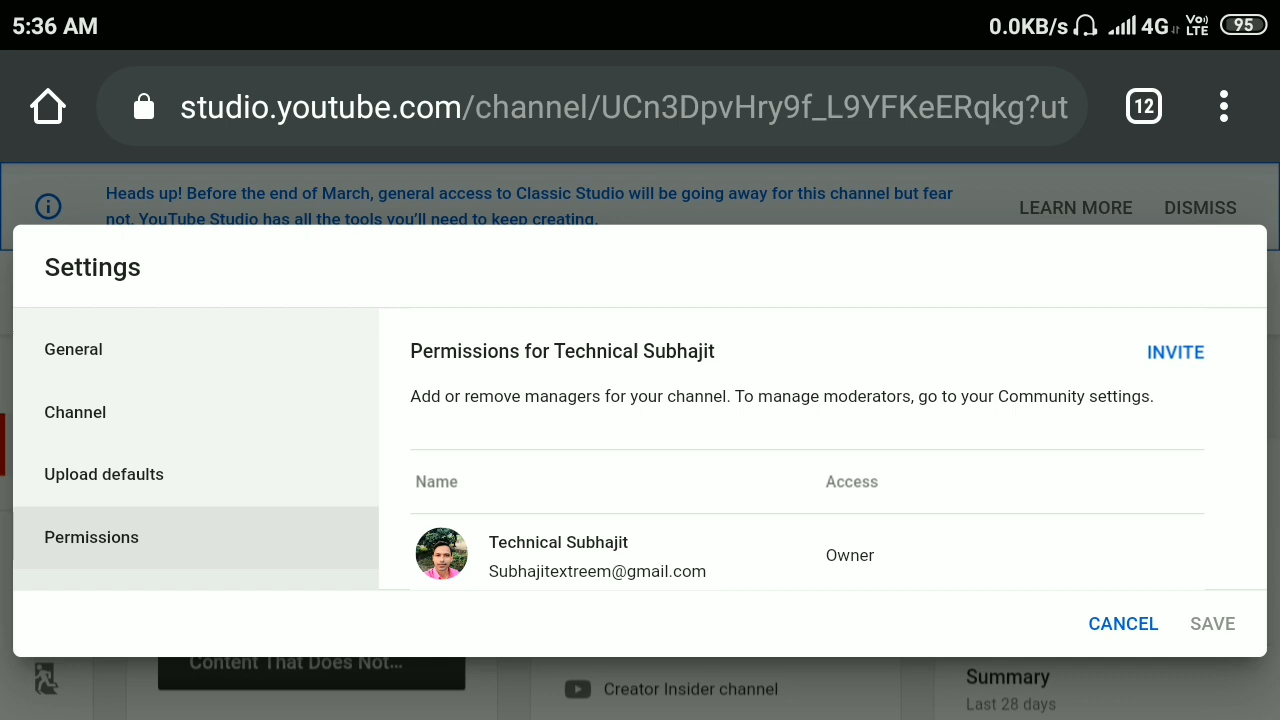 5:36 AM
0.0KB/s 4G Vo) LTE 95
studio.youtube.com/channel/UCn3DpvHry9f_L9YFKeERqkg?ut
12
Heads up! Before the end of March, general access to Classic Studio will be going away for this channel but fear
not. YouTube Studio has all the tools you'll need to keep creating.
LEARN MORE DISMISS
Settings
General
Channel
Upload defaults
Permissions
Permissions for Technical Subhajit
INVITE
Add or remove managers for your channel. To manage moderators, go to your Community settings.
Name Access
Technical Subhajit
Subhajitextreem@gmail.com
Owner
CANCEL SAVE
Content That Does Not...
Creator Insider channel
Summary
Last 28 days